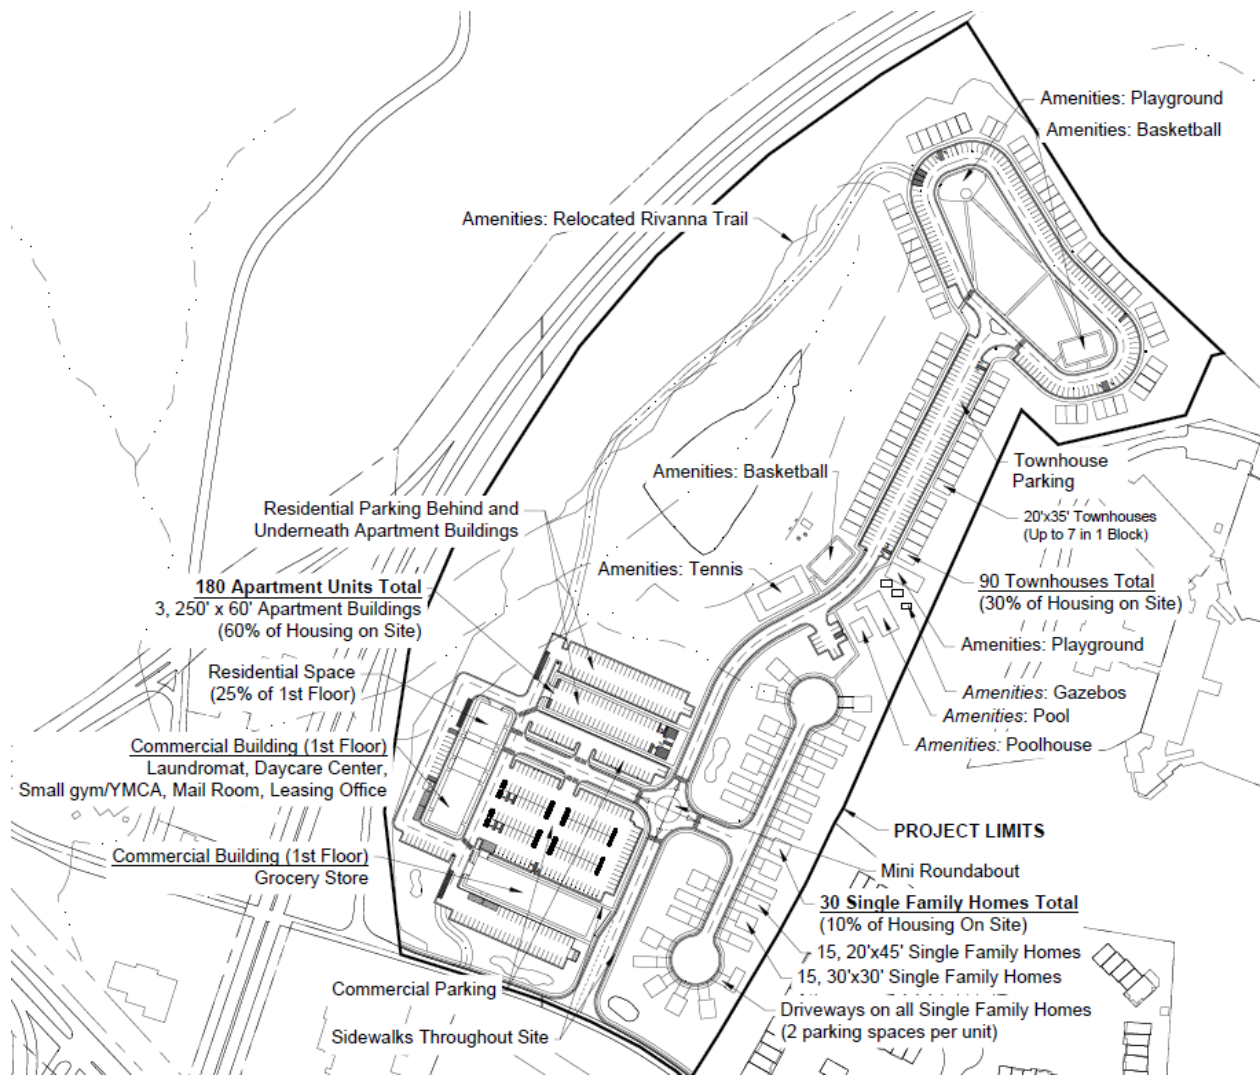 Amenities: Playground
Amenities: Basketball
Amenities: Relocated Rivanna Trail
Townhouse
Parking
Amenities: Basketball
Residential Parking Behind and
Underneath Apartment Buildings
20'x35' Townhouses
(Up to 7 in 1 Block)
Amenities: Tennis
180 Apartment Units Total
3, 250' x 60' Apartment Buildings
(60% of Housing on Site)
90 Townhouses Total
(30% of Housing on Site)
Amenities: Playground
Residential Space
(25% of 1st Floor)
Amenities: Gazebos
Amenities: Pool
Amenities: Poolhouse
Commercial Building (1st Floor)
Laundromat, Daycare Center,
Small gym/YMCA, Mail Room, Leasing Office
PROJECT LIMITS
Commercial Building (1st Floor)
Grocery Store
Mini Roundabout
30 Single Family Homes Total
(10% of Housing On Site)
15, 20'x45' Single Family Homes
15, 30'x30' Single Family Homes
Commercial Parking
Driveways on all Single Family Homes
(2 parking spaces per unit)
Sidewalks Throughout Site